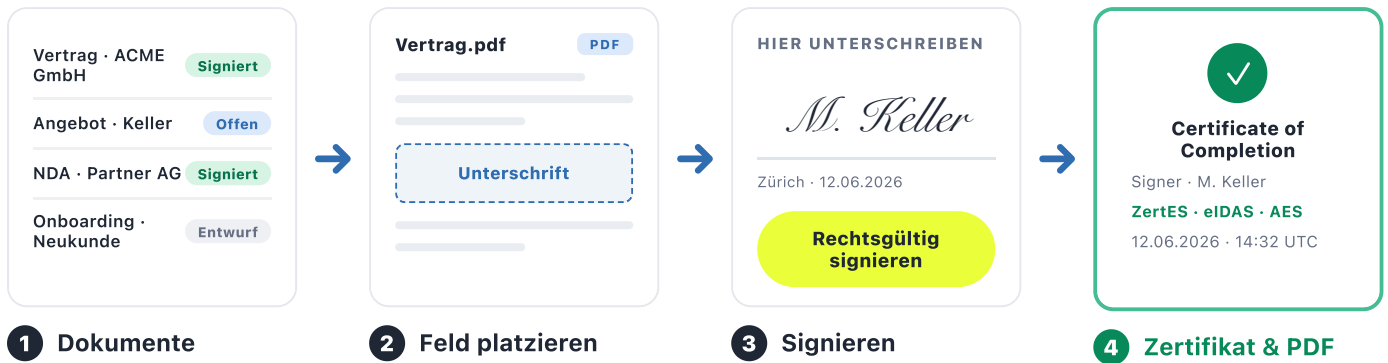 Vertrag · ACME
GmbH
Signiert
Angebot · Keller
Offen
NDA · Partner AG
Signiert
Onboarding ·
Neukunde
Entwurf
1 Dokumente
Vertrag.pdf
PDF
Unterschrift
2 Feld platzieren
HIER UNTERSCHREIBEN
M. Keller
Zürich · 12.06.2026
Rechtsgültig
signieren
3 Signieren
Certificate of
Completion
Signer · M. Keller
ZertES · eIDAS · AES
12.06.2026 · 14:32 UTC
4 Zertifikat & PDF